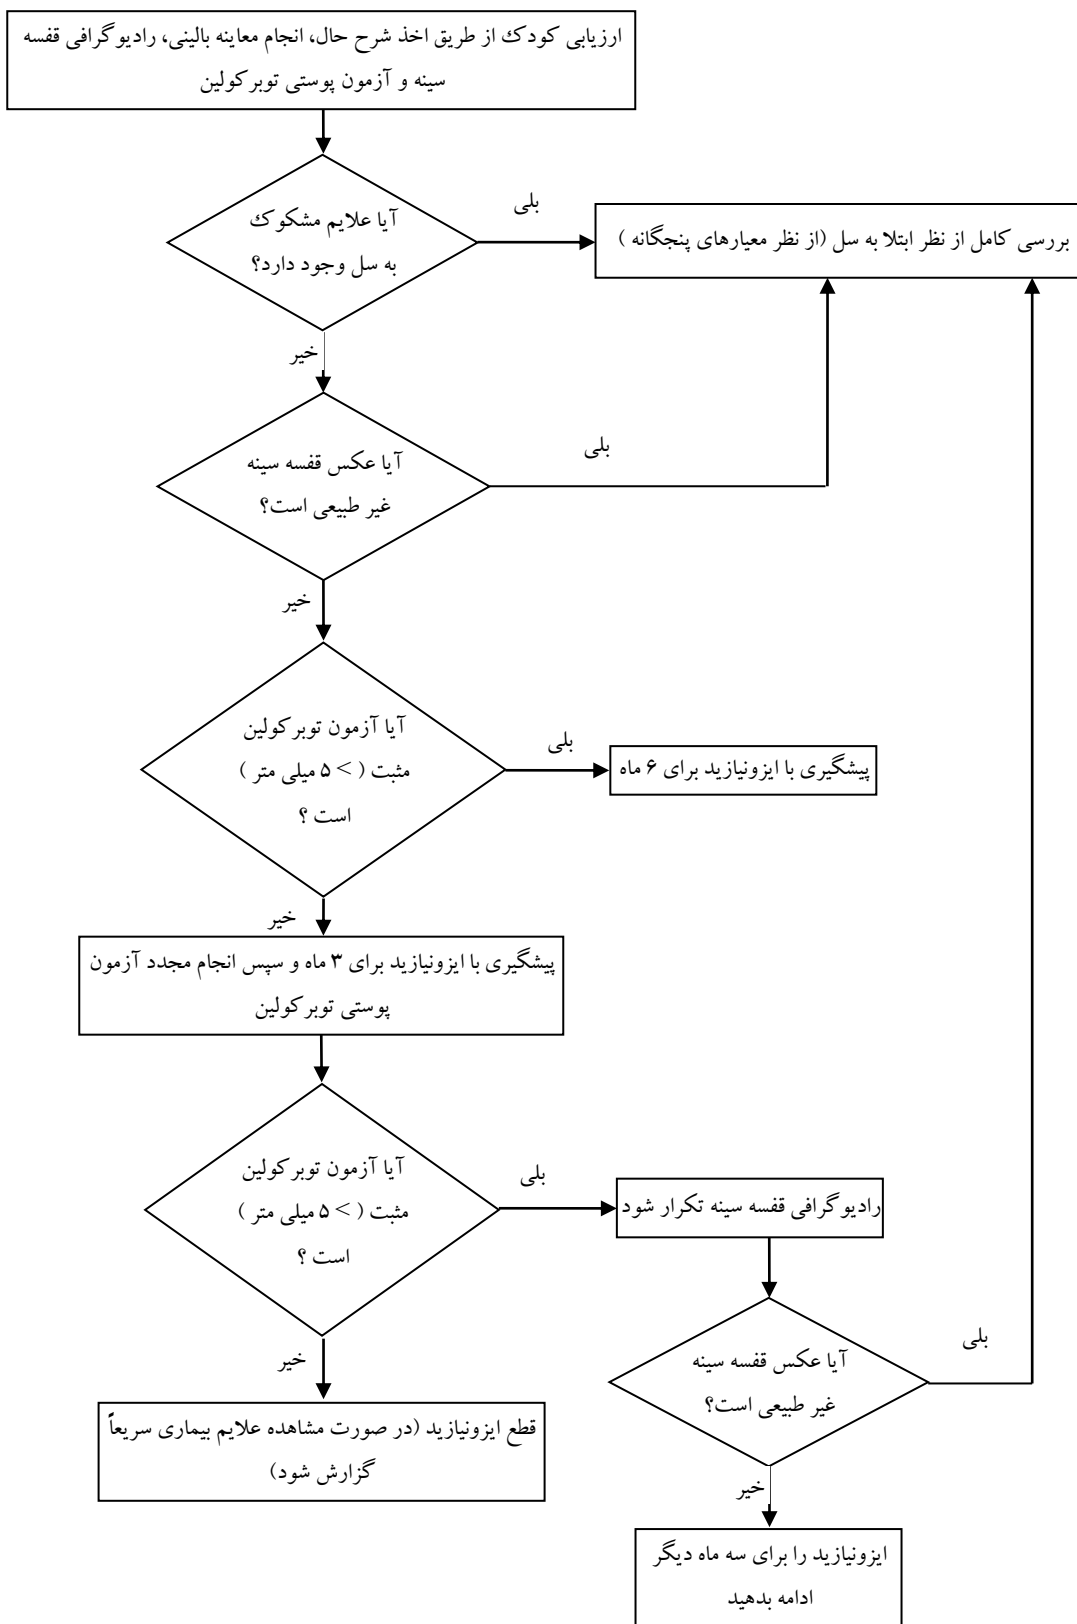 ارزیابی کودک از طریق اخذ شرح حال، انجام معاینه بالینی، رادیوگرافی قفسه
سینه و آزمون پوستی توبرکولین
آیا علایم مشکوک
به سل وجود دارد؟
بلی
بررسی کامل از نظر ابتلا به سل (از نظر معیارهای پنجگانه )
خیر
آیا عکس قفسه سینه
غیر طبیعی است؟
بلی
خیر
آیا آزمون توبرکولین
مثبت ( > ۵ میلی متر )
است ؟
بلی
پیشگیری با ایزونیازید برای ۶ ماه
خیر
پیشگیری با ایزونیازید برای ۳ ماه و سپس انجام مجدد آزمون
پوستی توبرکولین
آیا آزمون توبرکولین
مثبت ( > ۵ میلی متر )
است ؟
بلی
رادیوگرافی قفسه سینه تکرار شود
خیر
قطع ایزونیازید (در صورت مشاهده علایم بیماری سریعاً
گزارش شود)
آیا عکس قفسه سینه
غیر طبیعی است؟
بلی
خیر
ایزونیازید را برای سه ماه دیگر
ادامه بدهید